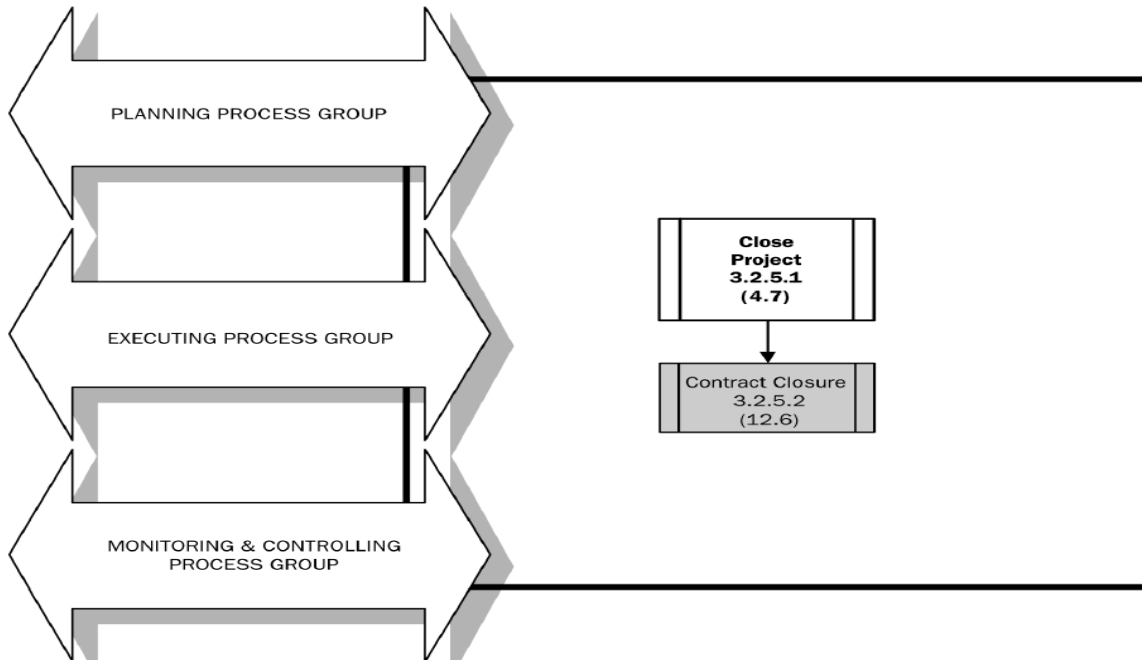 PLANNING PROCESS GROUP
EXECUTING PROCESS GROUP
MONITORING & CONTROLLING
PROCESS GROUP
Close
Project
3.2.5.1
(4.7)
Contract Closure
3.2.5.2
(12.6)